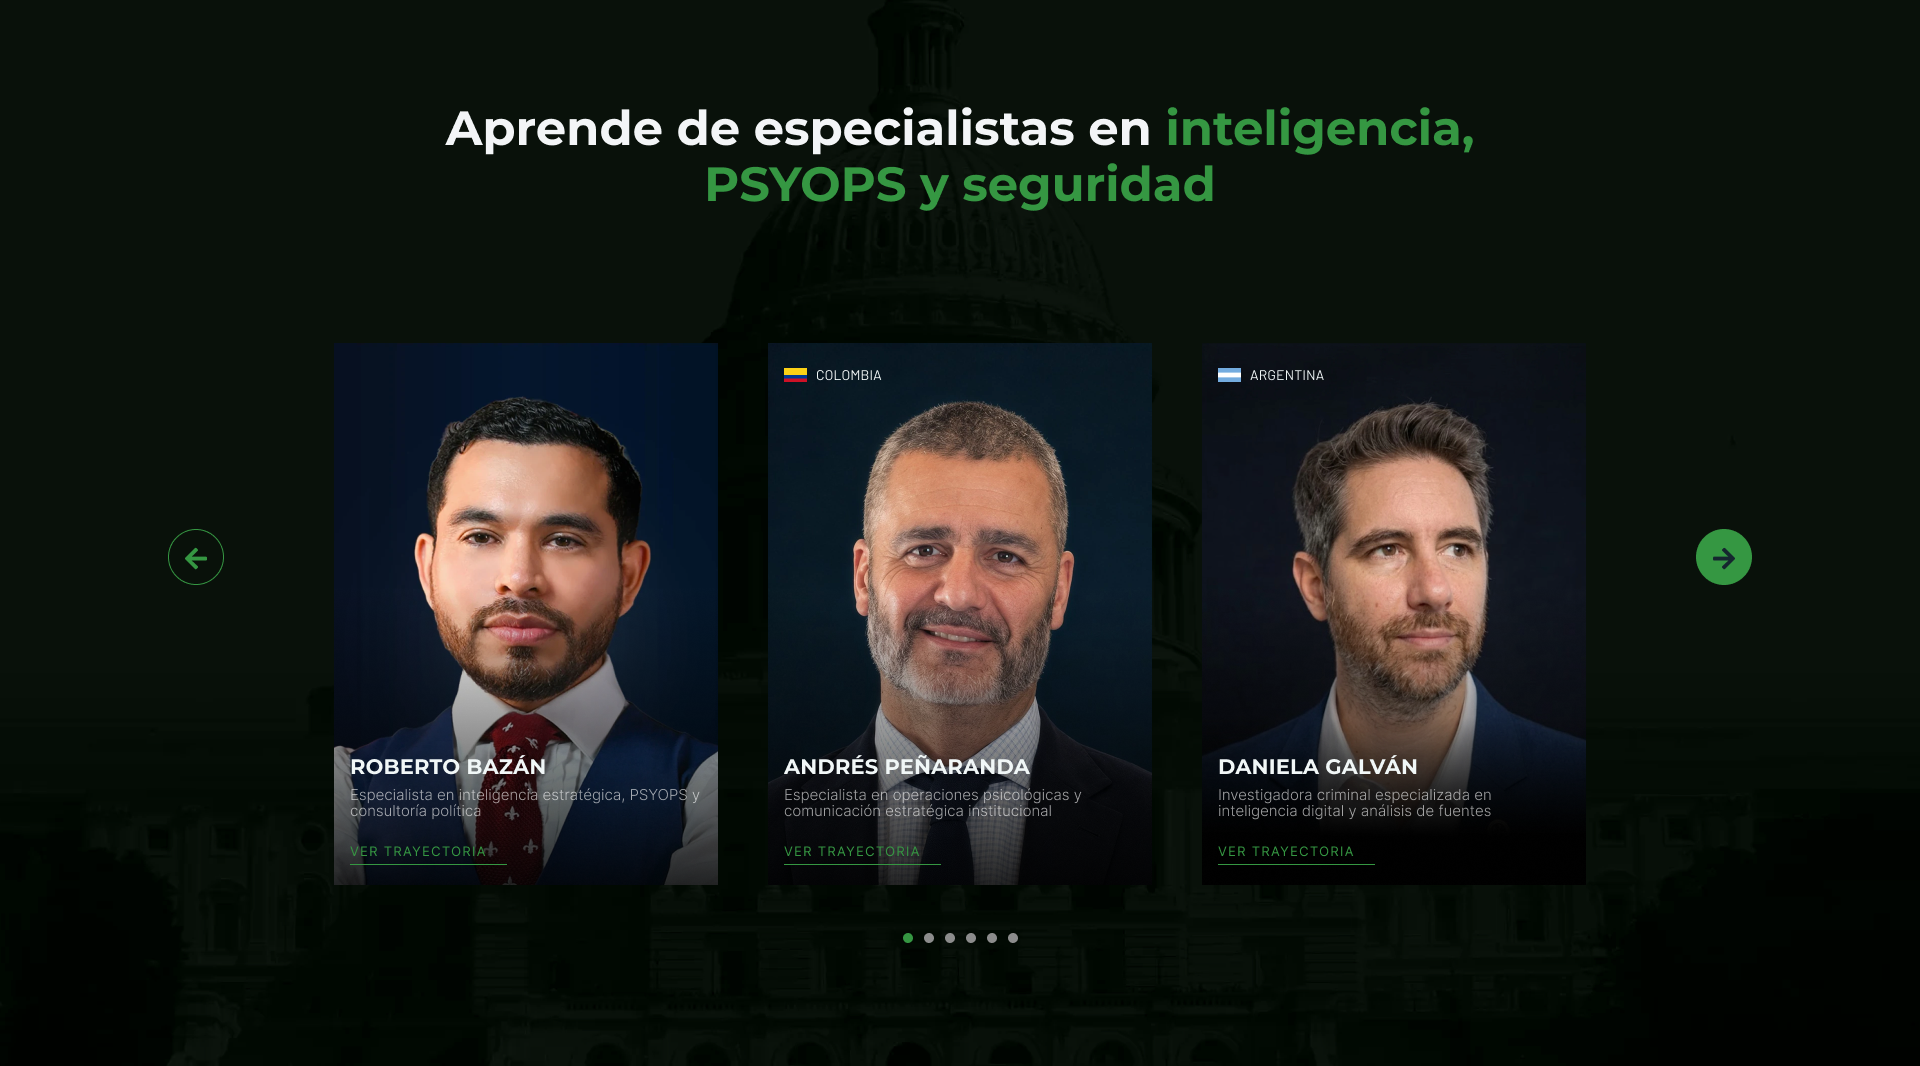 Aprende de especialistas en inteligencia,
PSYOPS y seguridad
COLOMBIA
ARGENTINA
ROBERTO BAZÁN
Especialista en inteligencia estratégica, PSYOPS y
consultoría política
VER TRAYECTORIA
ANDRÉS PEÑARANDA
Especialista en operaciones psicológicas y
comunicación estratégica institucional
VER TRAYECTORIA
DANIELA GALVÁN
Investigadora criminal especializada en
inteligencia digital y análisis de fuentes
VER TRAYECTORIA